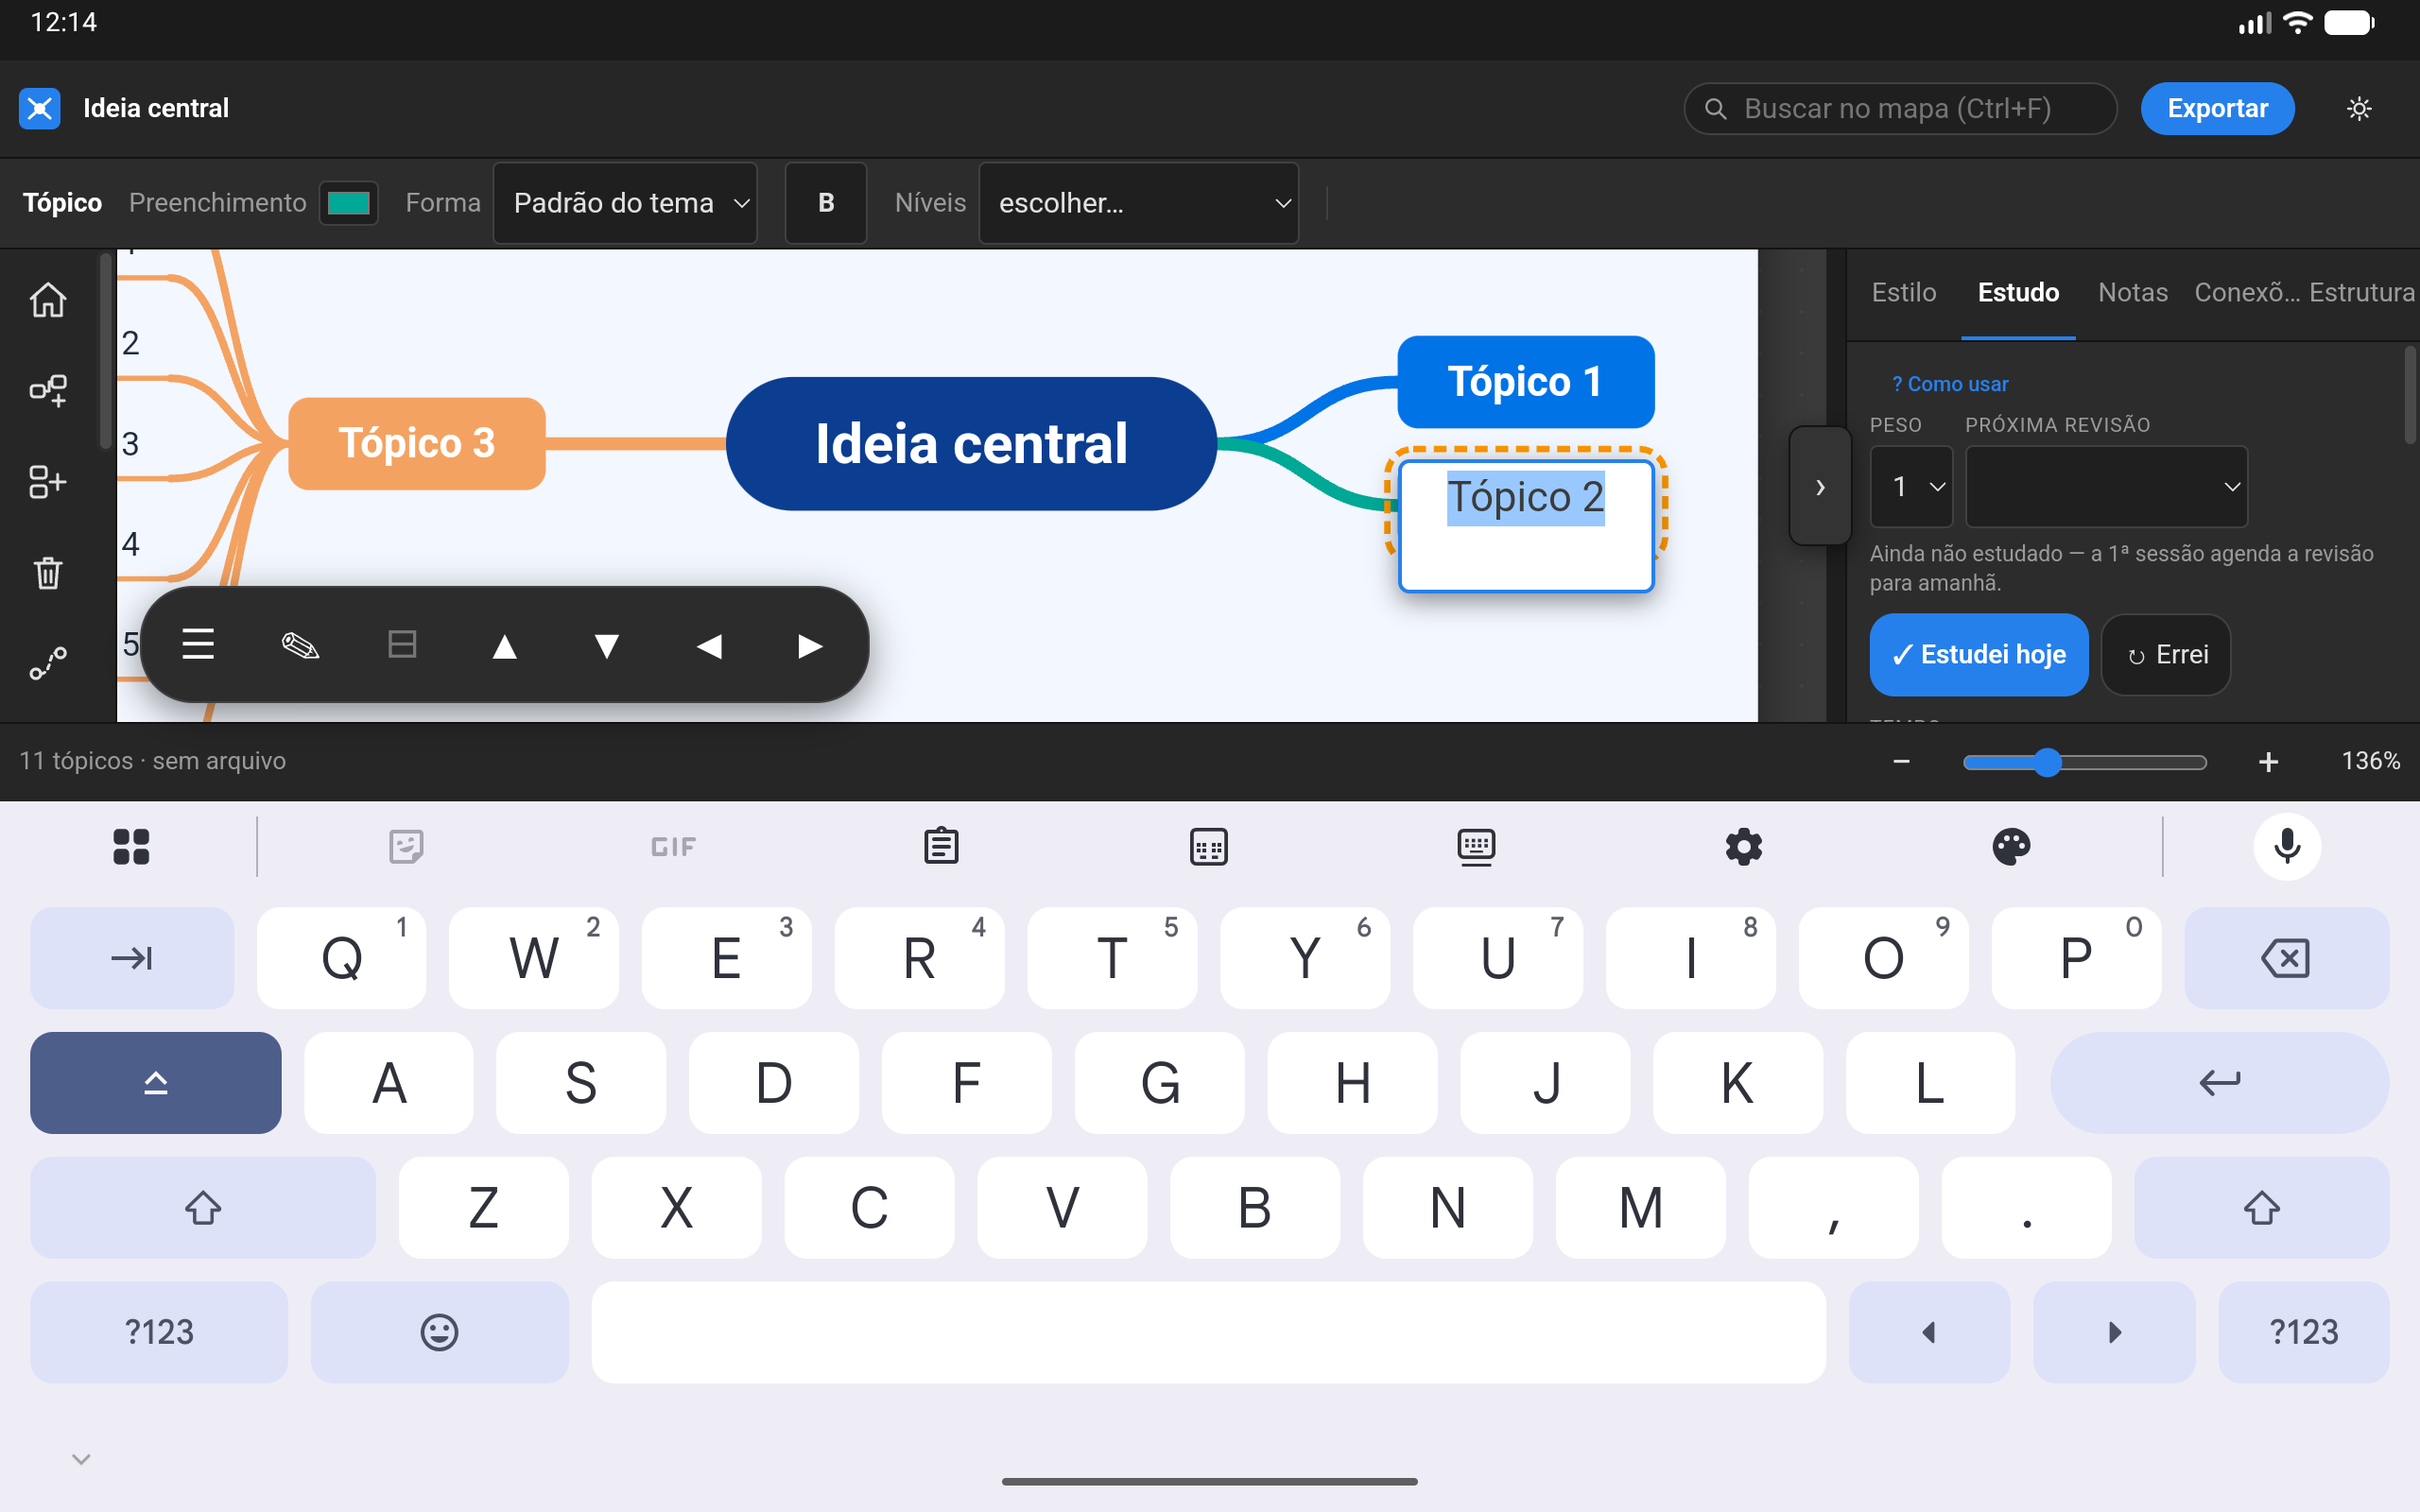 12:14
Ideia central
Buscar no mapa (Ctrl+F)
Exportar
Tópico Preenchimento Forma Padrão do tema B Níveis escolher...
Estilo Estudo Notas Conexõ... Estrutura
2
3
4
5
Tópico 3
Ideia central
Tópico 1
Tópico 2
? Como usar
PESO PRÓXIMA REVISÃO
1
Ainda não estudado — a 1ª sessão agenda a revisão
para amanhã.
✓ Estudei hoje ↻ Errei
11 tópicos · sem arquivo
− + 136%
GIF
Q 1 W 2 E 3 R 4 T 5 Y 6 U 7 I 8 O 9 P 0
A S D F G H J K L
Z X C V B N M , .
?123 ?123